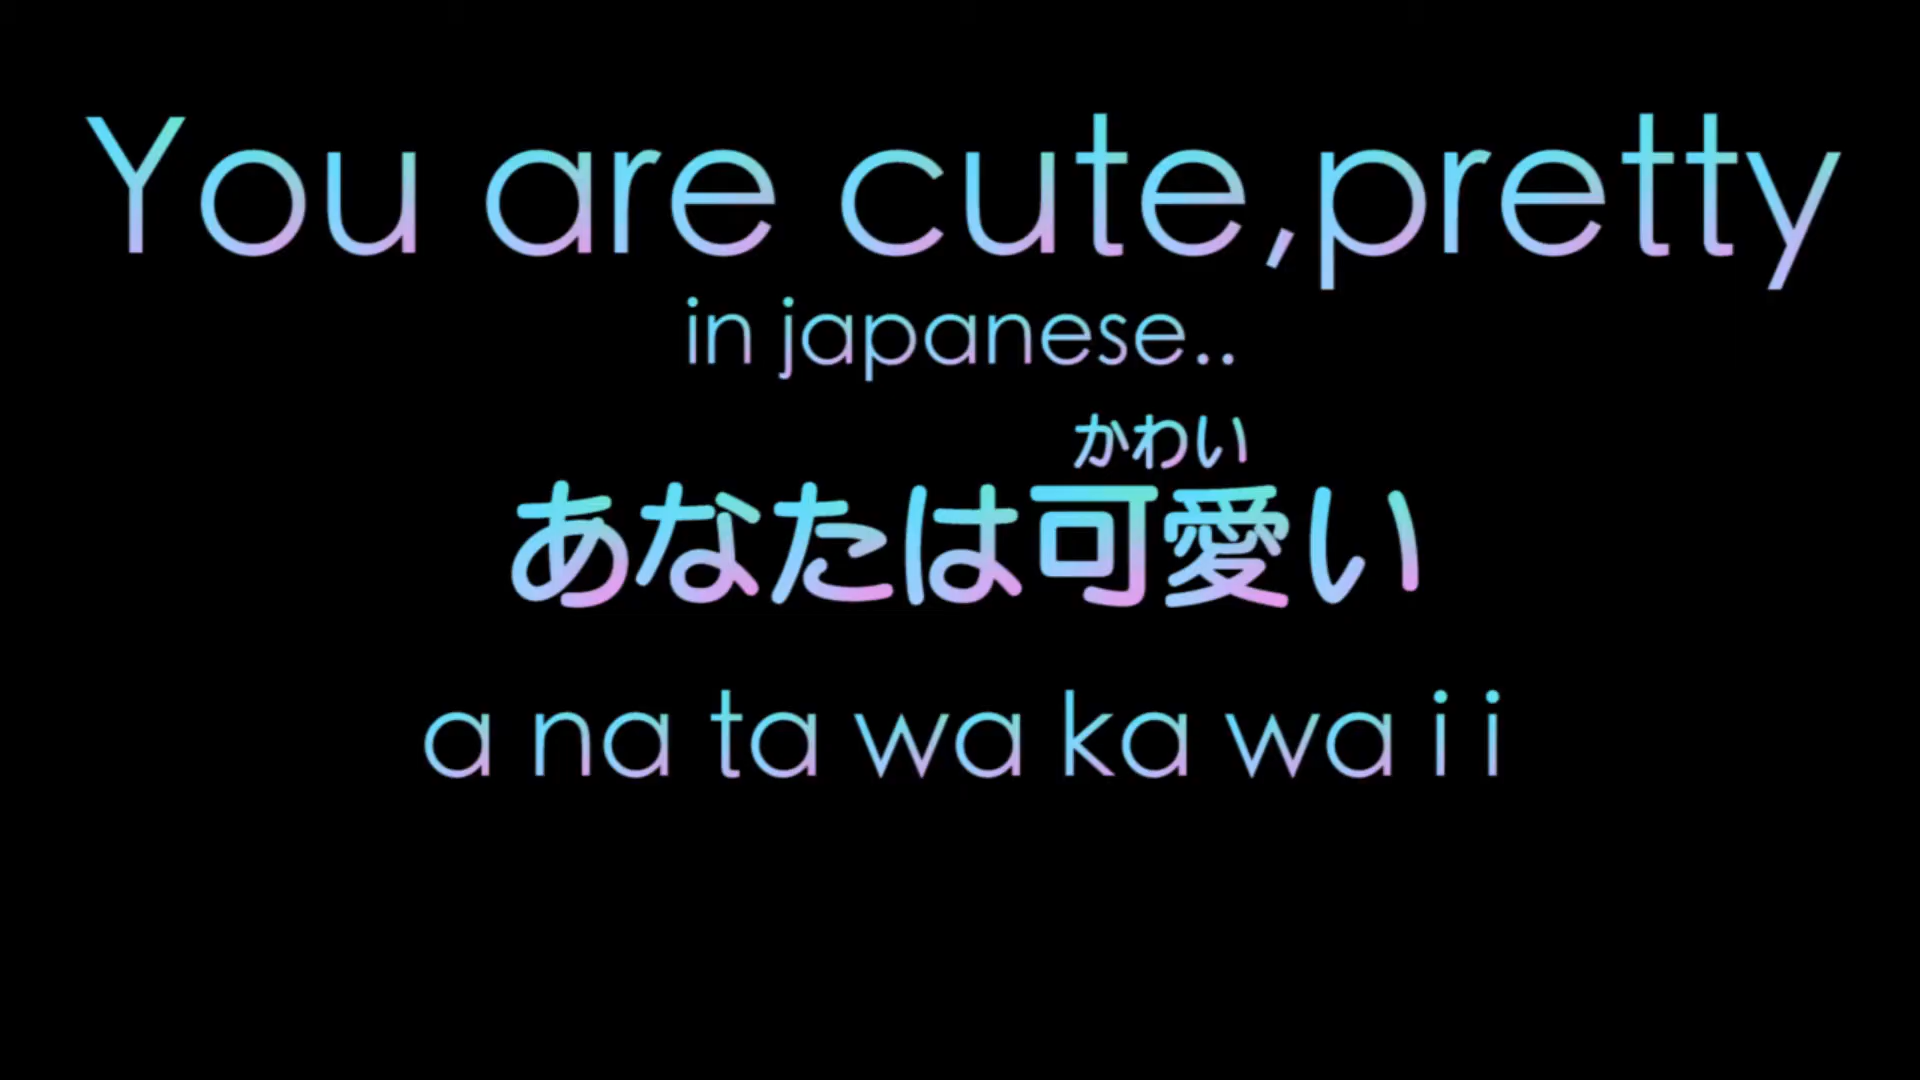 You are cute,pretty
in japanese..
かわい
あなたは可愛い
a na ta wa ka wa i i